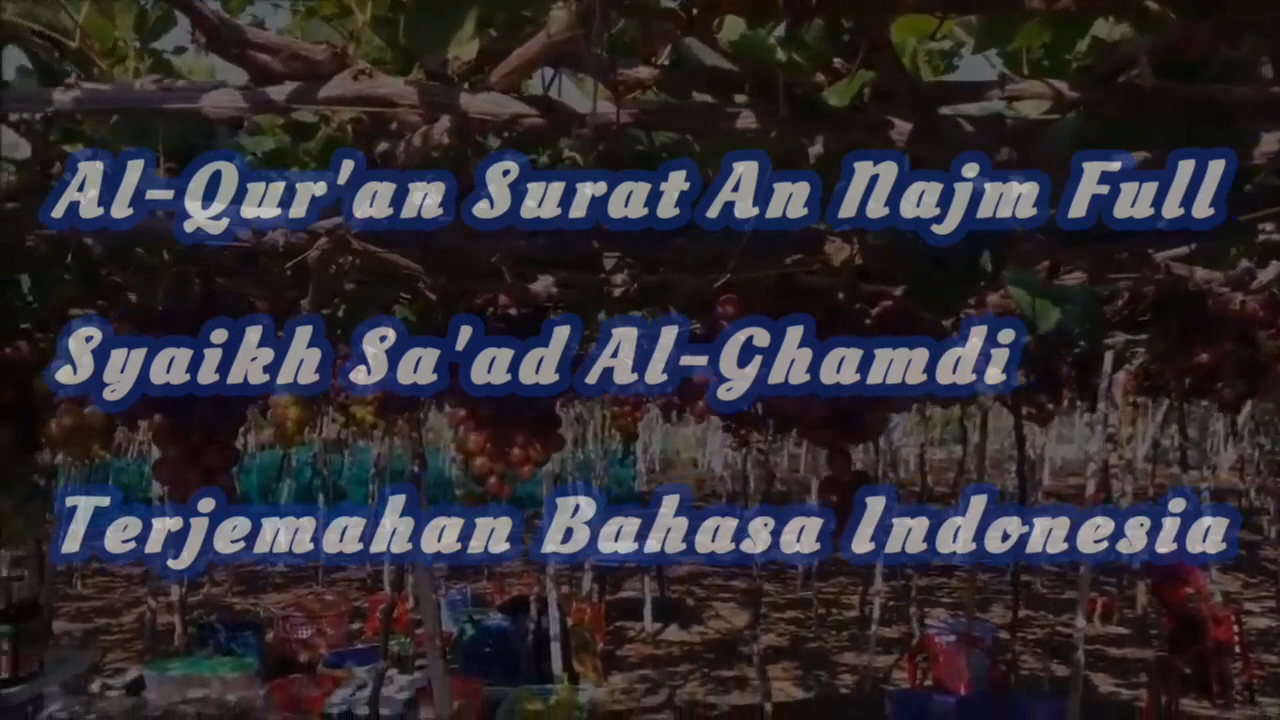 Al-Qur'an Surat An Najm Full
Syaikh Sa'ad Al-Ghamdi
Terjemahan Bahasa Indonesia